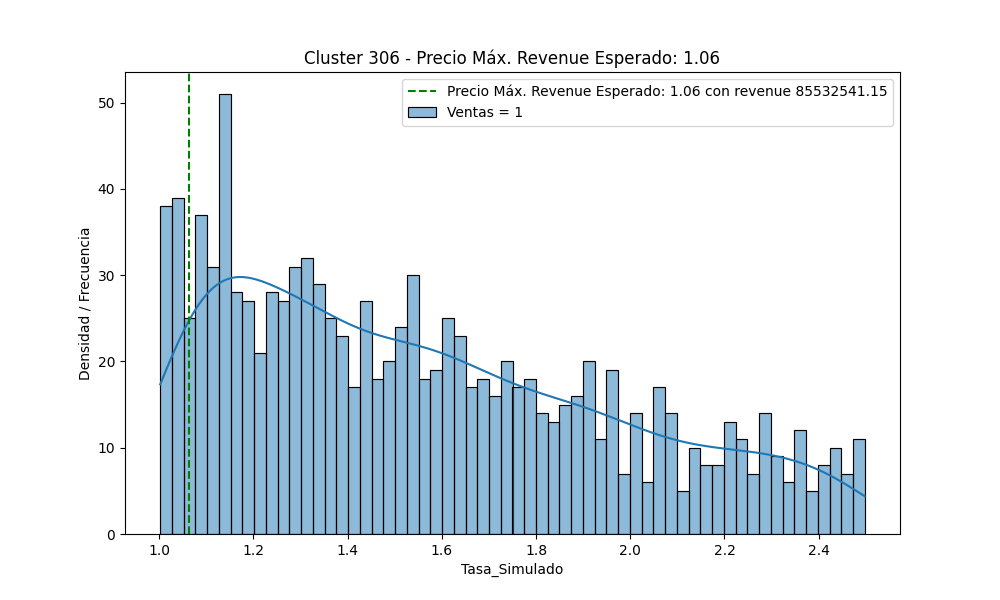 Cluster 306 - Precio Máx. Revenue Esperado: 1.06
Precio Máx. Revenue Esperado: 1.06 con revenue 85532541.15
Ventas = 1
50
40
30
20
10
0
Densidad / Frecuencia
1.0 1.2 1.4 1.6 1.8 2.0 2.2 2.4
Tasa_Simulado